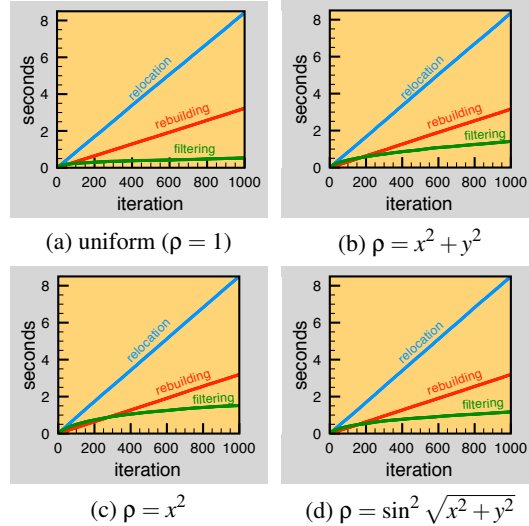 8
6
4
2
0
seconds
relocation
rebuilding
filtering
0 200 400 600 800 1000
iteration
(a) uniform (ρ = 1)
8
6
4
2
0
seconds
relocation
rebuilding
filtering
0 200 400 600 800 1000
iteration
(b) ρ = x² + y²
8
6
4
2
0
seconds
relocation
rebuilding
filtering
0 200 400 600 800 1000
iteration
(c) ρ = x²
8
6
4
2
0
seconds
relocation
rebuilding
filtering
0 200 400 600 800 1000
iteration
(d) ρ = sin² √(x² + y²)